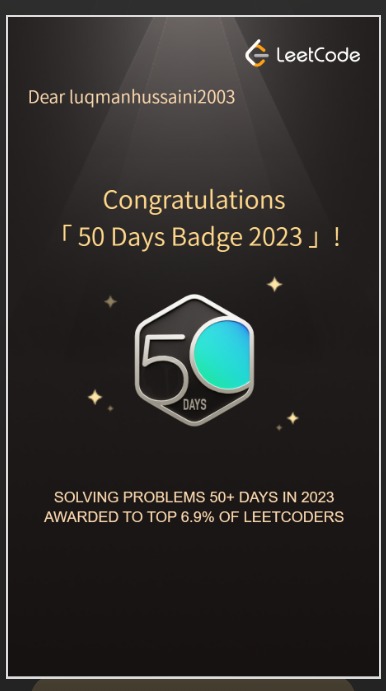 LeetCode
Dear luqmanhussaini2003
Congratulations
「 50 Days Badge 2023 」!
50
DAYS
SOLVING PROBLEMS 50+ DAYS IN 2023
AWARDED TO TOP 6.9% OF LEETCODERS